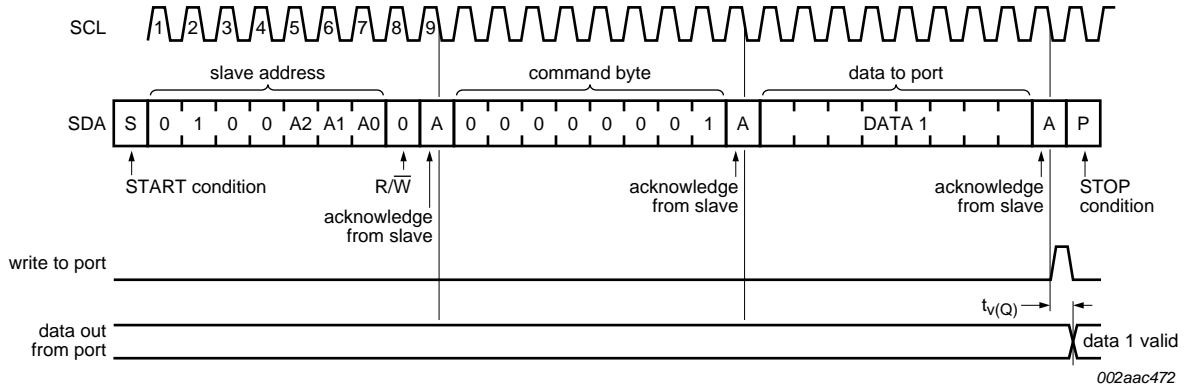 SCL 1 2 3 4 5 6 7 8 9
slave address command byte data to port
SDA S 0 1 0 0 A2 A1 A0 0 A 0 0 0 0 0 0 0 1 A DATA 1 A P
START condition R/W̅ acknowledge from slave acknowledge from slave acknowledge from slave STOP condition
write to port
tv(Q)
data out from port data 1 valid
002aac472